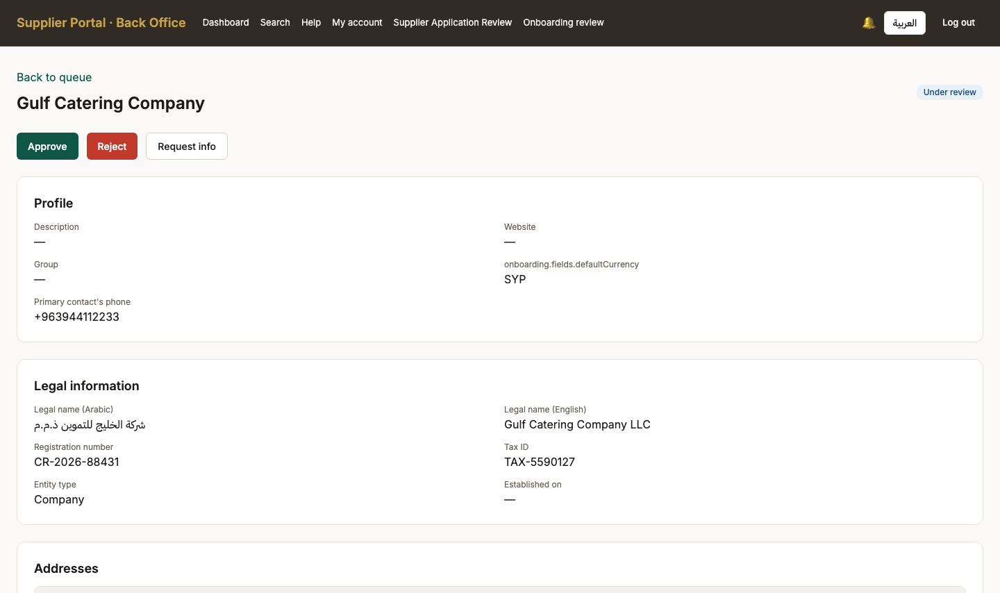 Supplier Portal · Back Office Dashboard Search Help My account Supplier Application Review Onboarding review العربية Log out
Back to queue
Gulf Catering Company
Under review
Approve Reject Request info
Profile
Description Website
— —
Group onboarding.fields.defaultCurrency
— SYP
Primary contact's phone
+963944112233
Legal information
Legal name (Arabic) Legal name (English)
شركة الخليج للتموين ذ.م.م Gulf Catering Company LLC
Registration number Tax ID
CR-2026-88431 TAX-5590127
Entity type Established on
Company —
Addresses